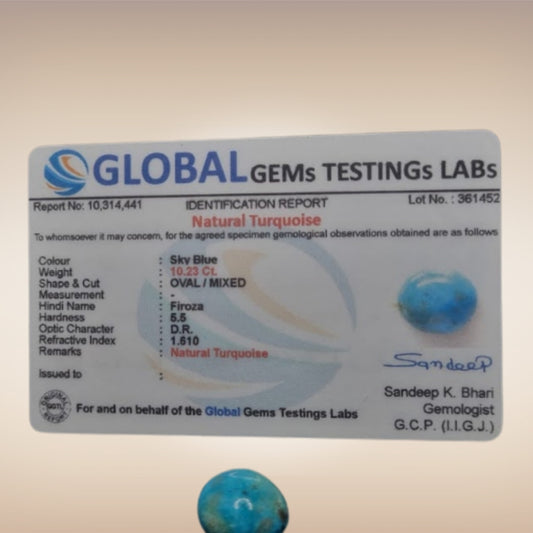 GLOBAL GEMs TESTINGs LABs
Report No: 10,314,441 IDENTIFICATION REPORT Lot No. : 361452
Natural Turquoise
To whomsoever it may concern, for the agreed specimen gemological observations obtained are as follows
Colour : Sky Blue
Weight : 10.23 Ct.
Shape & Cut : OVAL / MIXED
Measurement : -
Hindi Name : Firoza
Hardness : 5.5
Optic Character : D.R.
Refractive Index : 1.610
Remarks : Natural Turquoise
Issued to :
Sandeep
Sandeep K. Bhari
Gemologist
G.C.P. (I.I.G.J.)
For and on behalf of the Global Gems Testings Labs